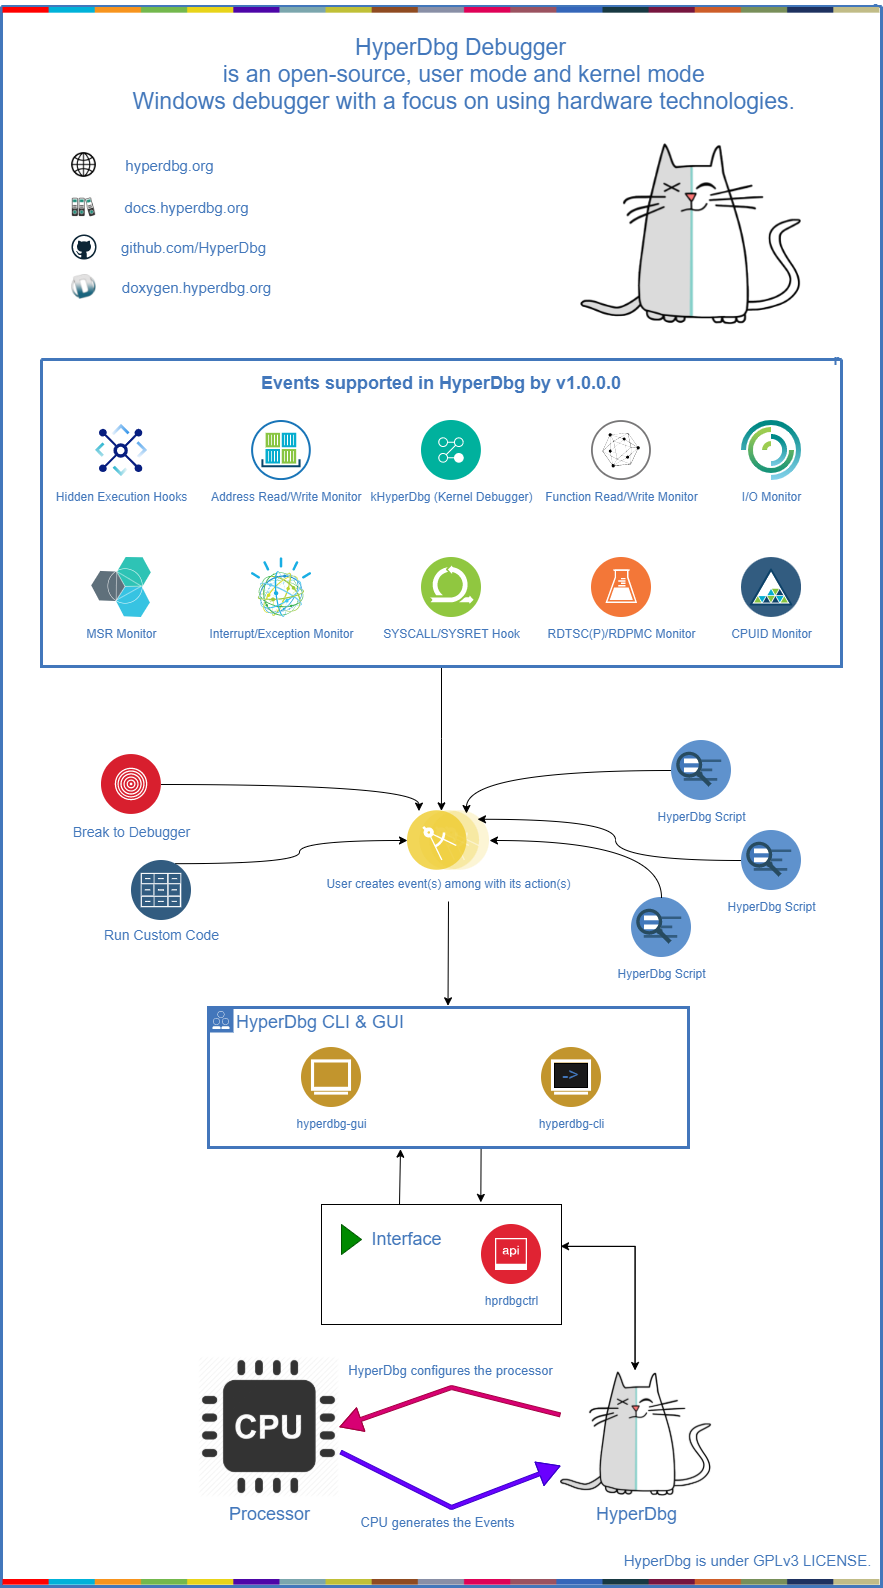 HyperDbg Debugger
is an open-source, user mode and kernel mode
Windows debugger with a focus on using hardware technologies.
hyperdbg.org
docs.hyperdbg.org
github.com/HyperDbg
doxygen.hyperdbg.org
Events supported in HyperDbg by v1.0.0.0
Hidden Execution Hooks
Address Read/Write Monitor
kHyperDbg (Kernel Debugger)
Function Read/Write Monitor
I/O Monitor
MSR Monitor
Interrupt/Exception Monitor
SYSCALL/SYSRET Hook
RDTSC(P)/RDPMC Monitor
CPUID Monitor
Break to Debugger
HyperDbg Script
User creates event(s) among with its action(s)
HyperDbg Script
Run Custom Code
HyperDbg Script
HyperDbg CLI & GUI
->
hyperdbg-gui
hyperdbg-cli
Interface
api
hprdbgctrl
HyperDbg configures the processor
CPU
Processor
CPU generates the Events
HyperDbg
HyperDbg is under GPLv3 LICENSE.